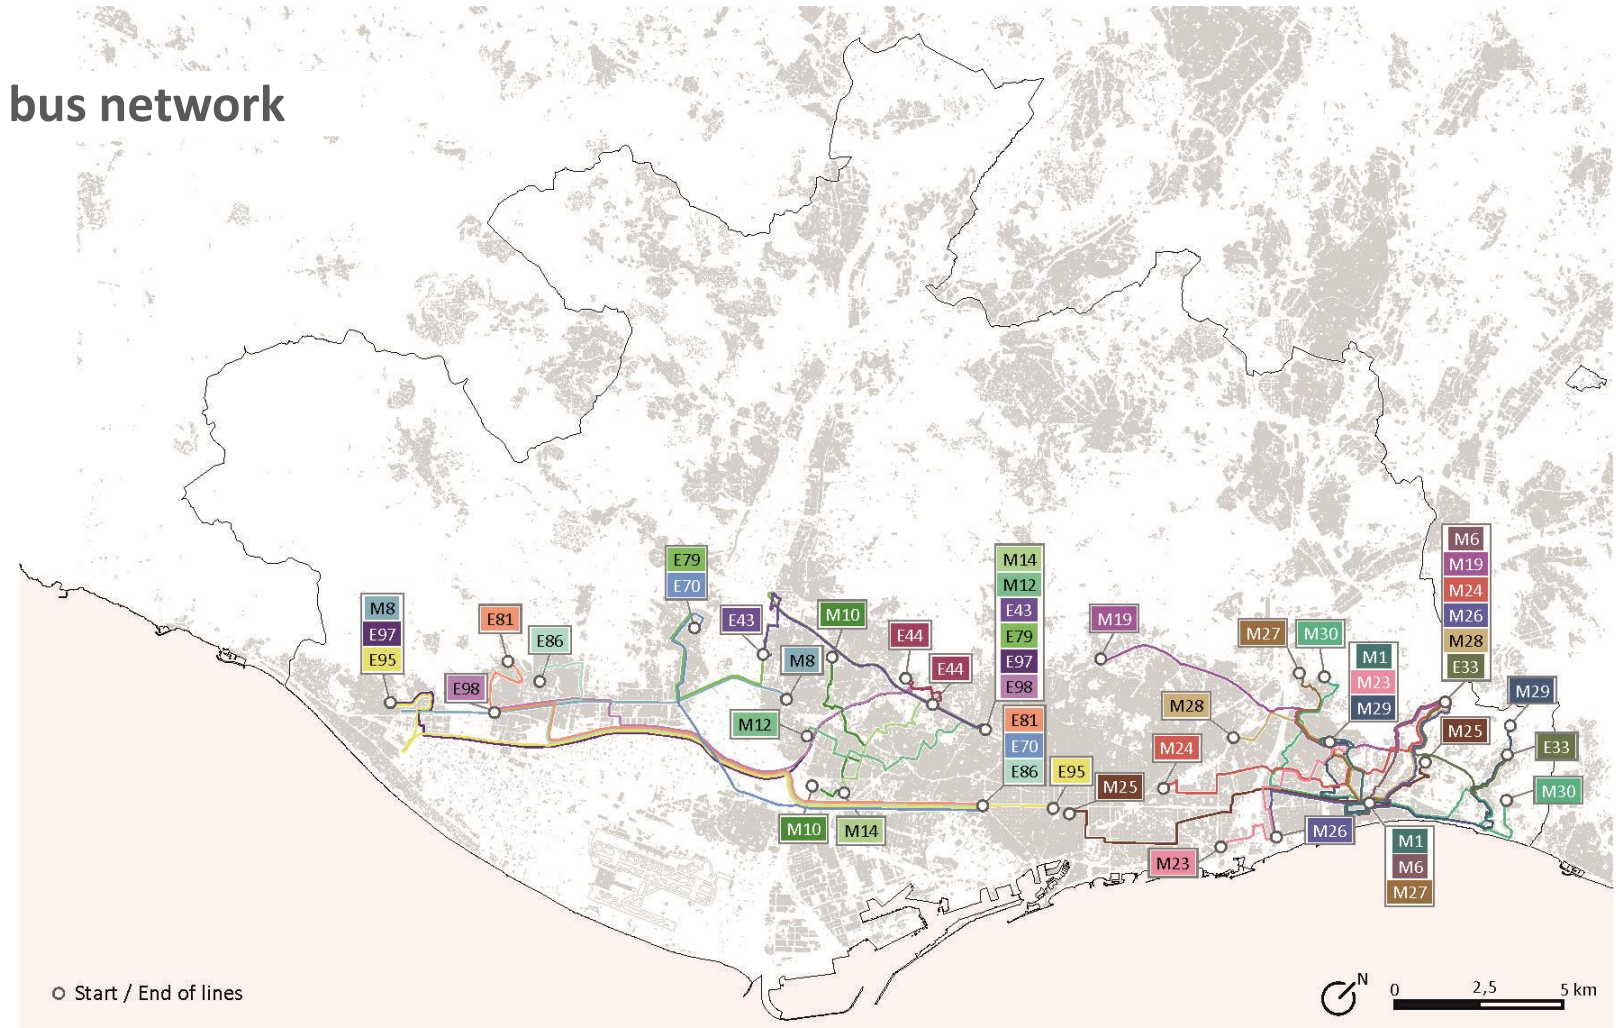 bus network
M6
M19
M24
M26
M28
E33
E79
E70
M14
M12
E43
E79
E97
E98
M8
E97
E95
E81
E86
E98
E43
M10
M8
E44
E44
M12
M19
M27
M30
M1
M23
M29
M28
M29
M25
E33
M24
E81
E70
E86
E95
M25
M30
M10
M14
M26
M23
M1
M6
M27
Start / End of lines
N
0 2,5 5 km